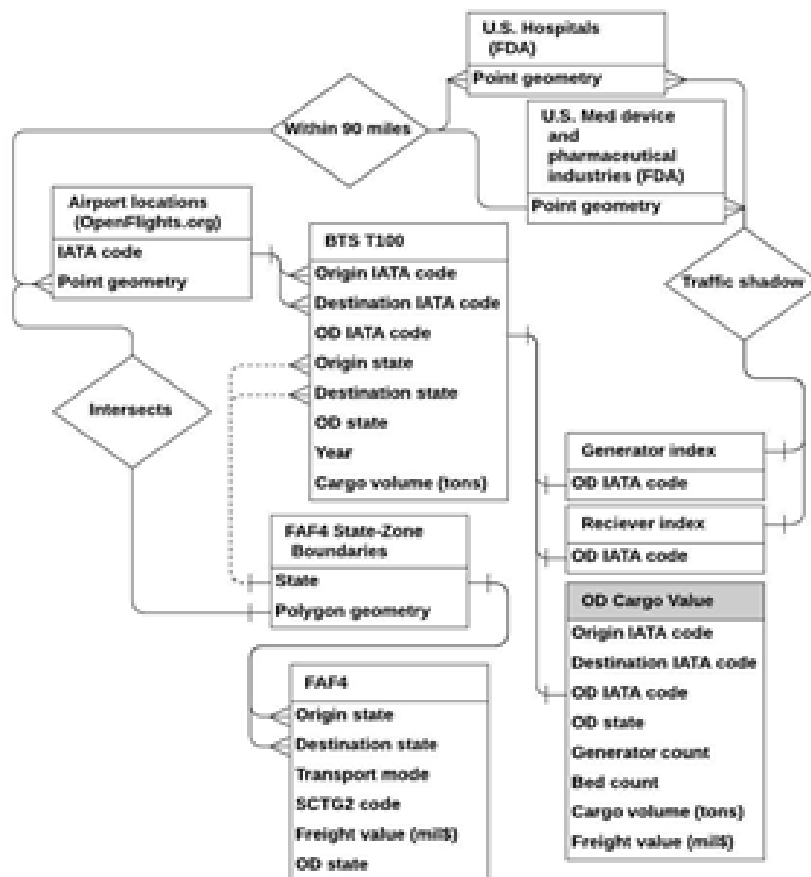 U.S. Hospitals
(FDA)
Point geometry
Within 90 miles
U.S. Med device
and
pharmaceutical
industries (FDA)
Point geometry
Airport locations
(OpenFlights.org)
IATA code
Point geometry
BTS T100
Origin IATA code
Destination IATA code
OD IATA code
Origin state
Destination state
OD state
Year
Cargo volume (tons)
Traffic shadow
Intersects
Generator index
OD IATA code
Reciever index
OD IATA code
FAF4 State-Zone
Boundaries
State
Polygon geometry
OD Cargo Value
Origin IATA code
Destination IATA code
OD IATA code
OD state
Generator count
Bed count
Cargo volume (tons)
Freight value (mil$)
FAF4
Origin state
Destination state
Transport mode
SCTG2 code
Freight value (mil$)
OD state